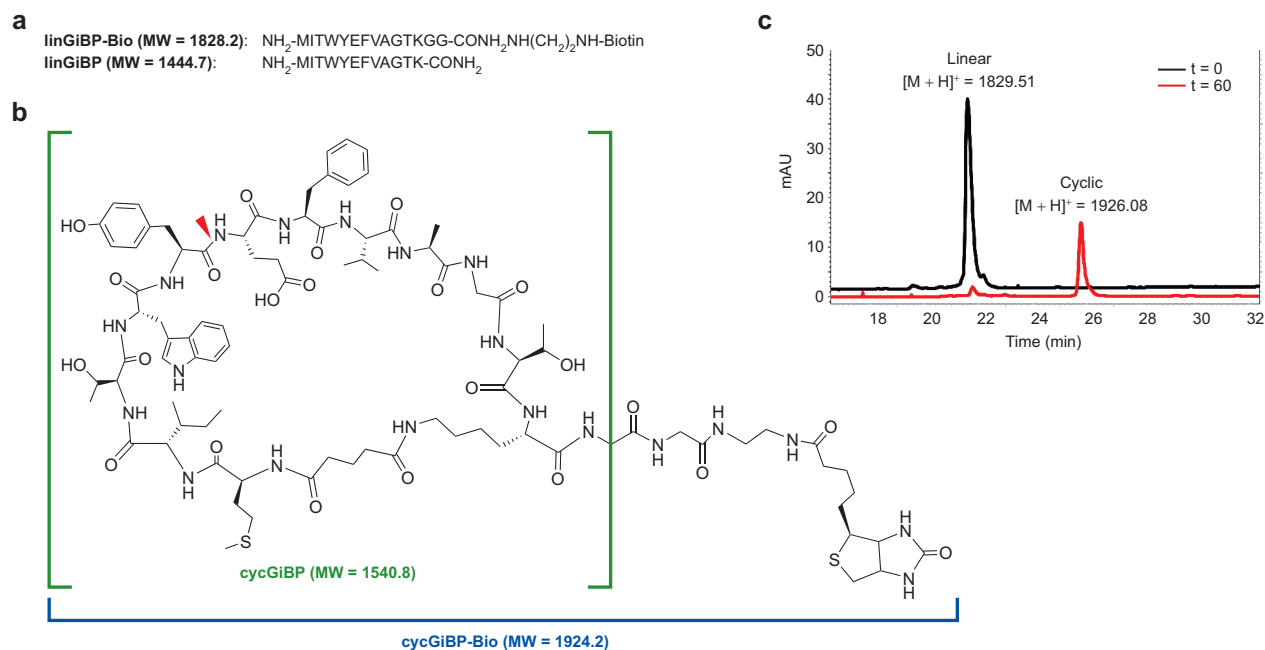 a
linGiBP-Bio (MW = 1828.2): NH2-MITWYEFVAGTKGG-CONH2NH(CH2)2NH-Biotin
linGiBP (MW = 1444.7): NH2-MITWYEFVAGTK-CONH2
b
HO
O
N
H
O
H
N
O
HO
O
N
H
O
H
N
O
N
H
O
NH
O
HN
O
OH
O
NH
O
HN
O
NH
O
HN
HO
O
NH
O
N
H
O
N
H
O
H
N
O
S
H
N
O
H
N
O
N
H
O
H
N
N
H
O
S
H
N
O
N
H
cycGiBP (MW = 1540.8)
cycGiBP-Bio (MW = 1924.2)
c
50
40
30
20
10
0
mAU
Linear
[M + H]+ = 1829.51
Cyclic
[M + H]+ = 1926.08
t = 0
t = 60
18 20 22 24 26 28 30 32
Time (min)